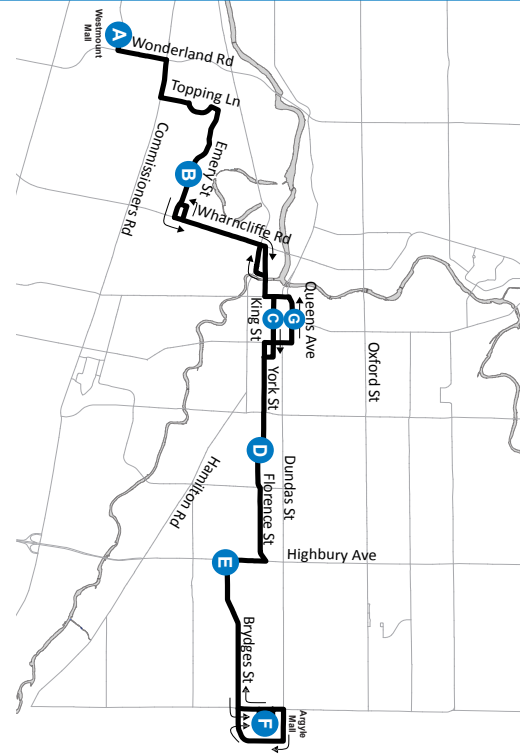 A
Westmount
Mall
Wonderland Rd
Topping Ln
Commissioners Rd
Emery St
B
Wharncliffe Rd
Queens Ave
C
G
King St
York St
Oxford St
D
Dundas St
Florence St
Hamilton Rd
E
Highbury Ave
Brydges St
F
Argyle
Mall